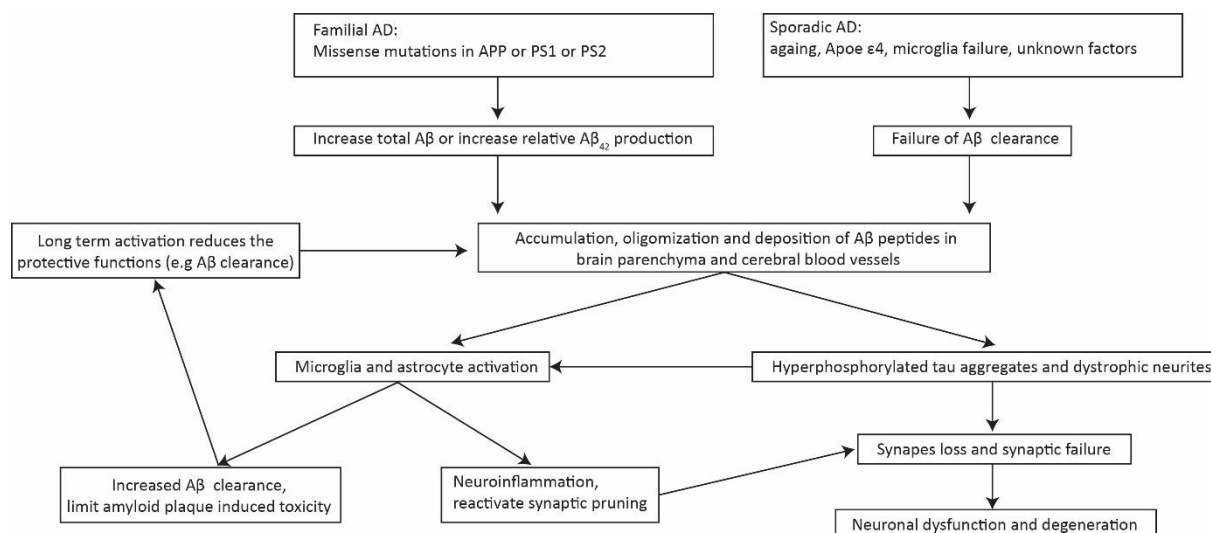 Familial AD:
Missense mutations in APP or PS1 or PS2
Sporadic AD:
againg, Apoe ε4, microglia failure, unknown factors
Increase total Aβ or increase relative Aβ42 production
Failure of Aβ clearance
Long term activation reduces the
protective functions (e.g Aβ clearance)
Accumulation, oligomization and deposition of Aβ peptides in
brain parenchyma and cerebral blood vessels
Microglia and astrocyte activation
Hyperphosphorylated tau aggregates and dystrophic neurites
Synapes loss and synaptic failure
Increased Aβ clearance,
limit amyloid plaque induced toxicity
Neuroinflammation,
reactivate synaptic pruning
Neuronal dysfunction and degeneration